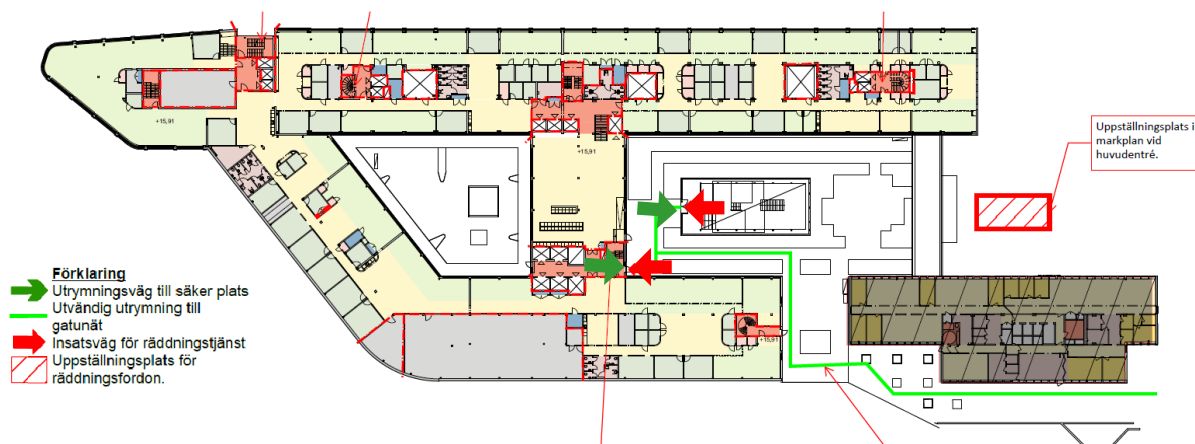 +15,91
+15,91
Uppställningsplats i
markplan vid
huvudentré.
Förklaring
Utrymningsväg till säker plats
Utvändig utrymning till
gatunät
Insatsväg för räddningstjänst
Uppställningsplats för
räddningsfordon.
+15,91